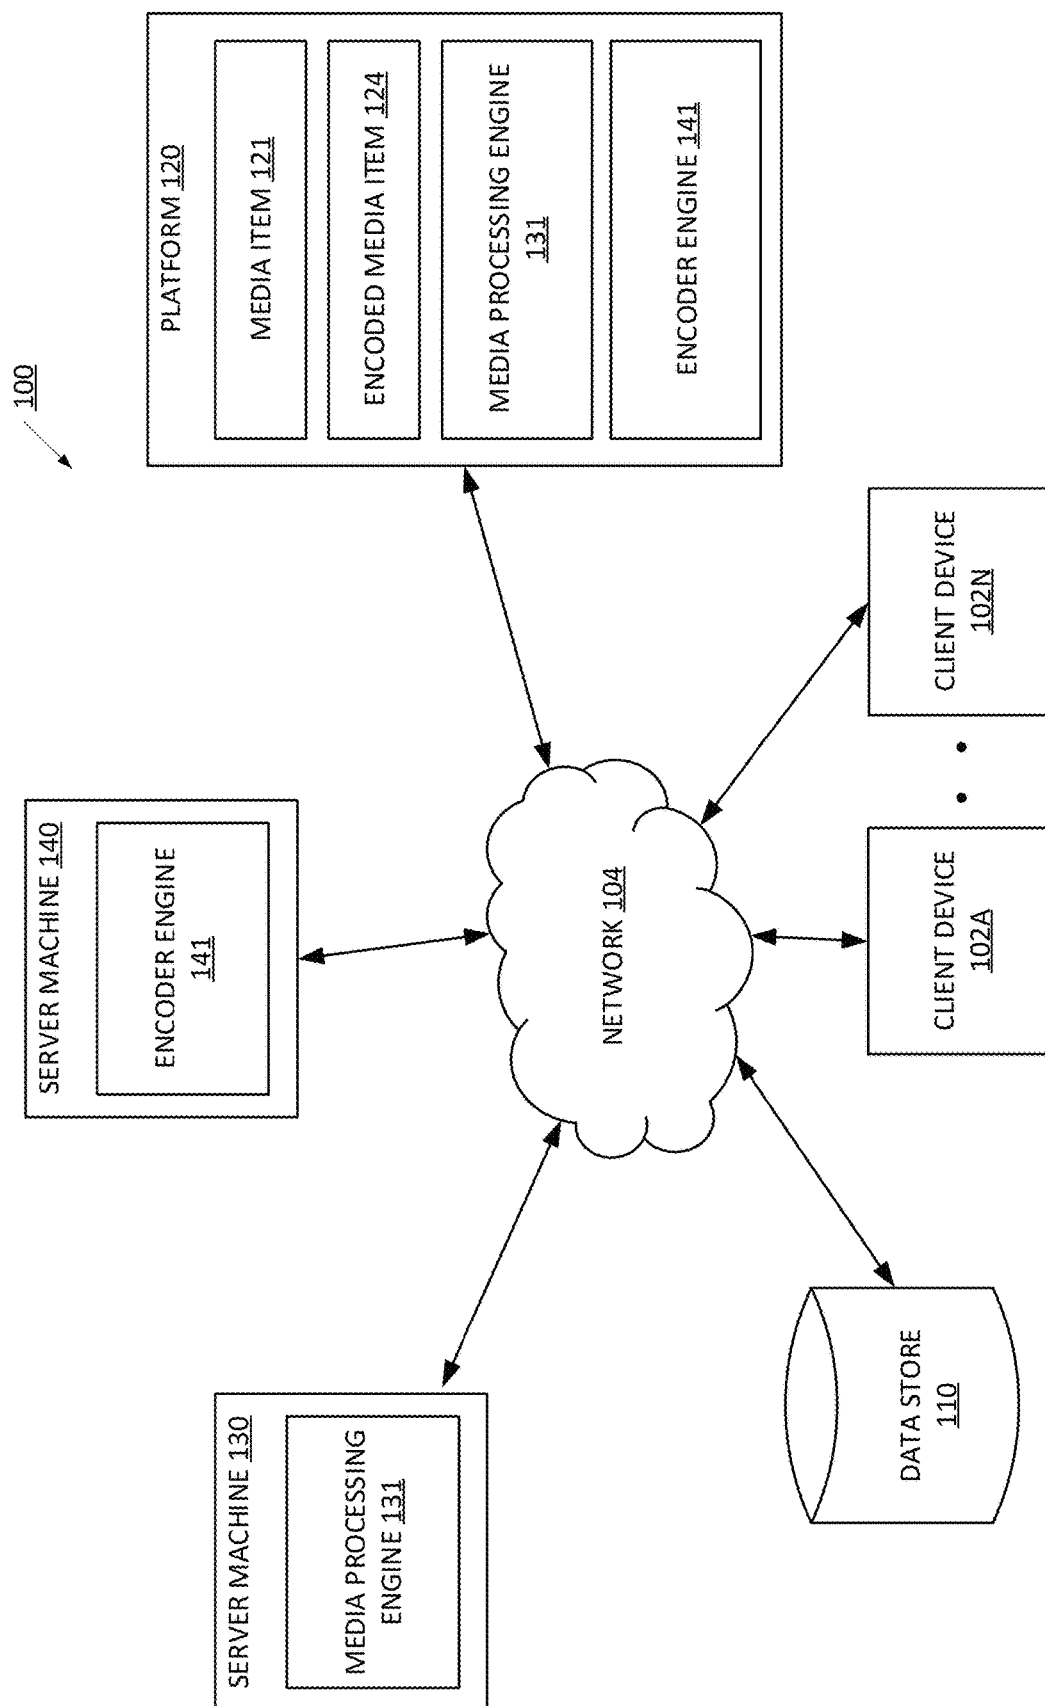 100
SERVER MACHINE 130
MEDIA PROCESSING
ENGINE 131
SERVER MACHINE 140
ENCODER ENGINE
141
PLATFORM 120
MEDIA ITEM 121
ENCODED MEDIA ITEM 124
MEDIA PROCESSING ENGINE
131
ENCODER ENGINE 141
NETWORK 104
DATA STORE
110
CLIENT DEVICE
102A
CLIENT DEVICE
102N